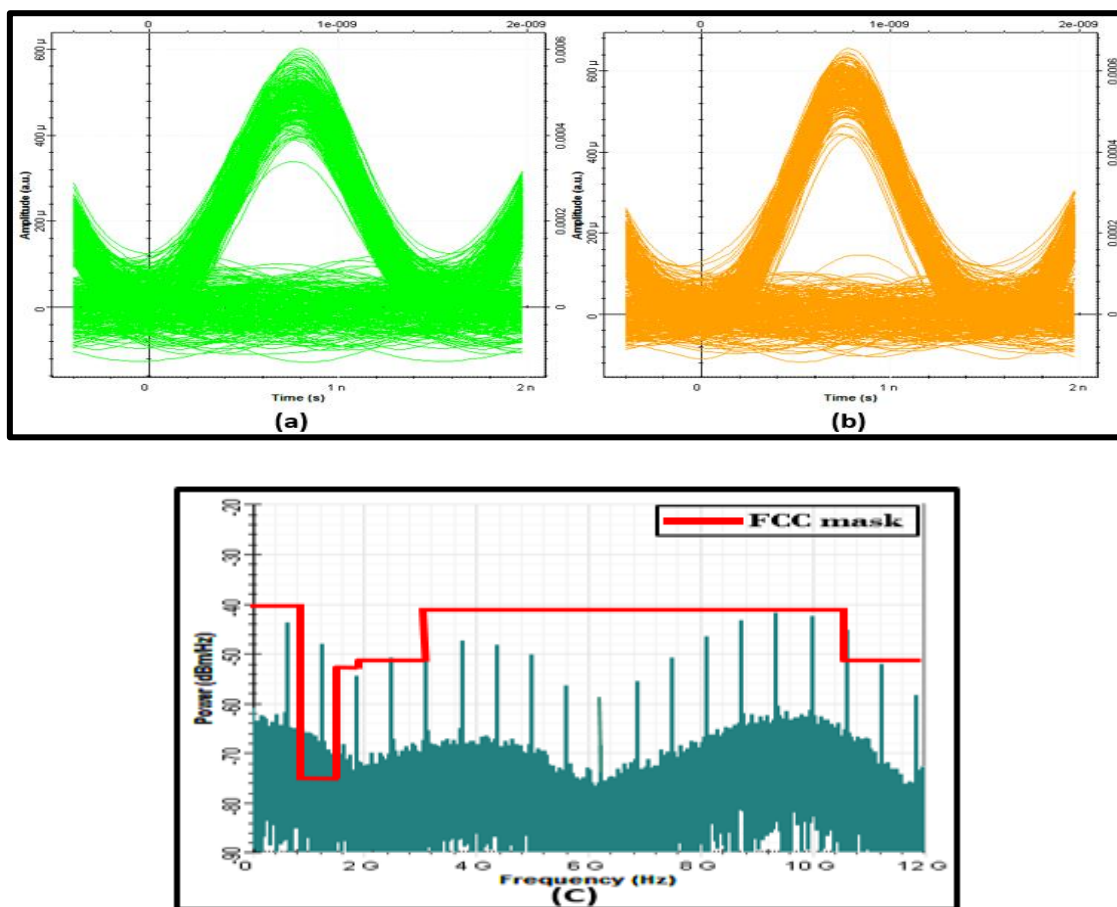 0 1e-009 2e-009
600 µ
400 µ
200 µ
0
Amplitude (a.u.)
0.0006
0.0004
0.0002
0
0 1 n 2 n
Time (s)
(a)
0 1e-009 2e-009
600 µ
400 µ
200 µ
0
Amplitude (a.u.)
0.0006
0.0004
0.0002
0
0 1 n 2 n
Time (s)
(b)
FCC mask
-20
-30
-40
-50
-60
-70
-80
-90
Power (dBm/Hz)
0 2 G 4 G 6 G 8 G 10 G 12 G
Frequency (Hz)
(C)